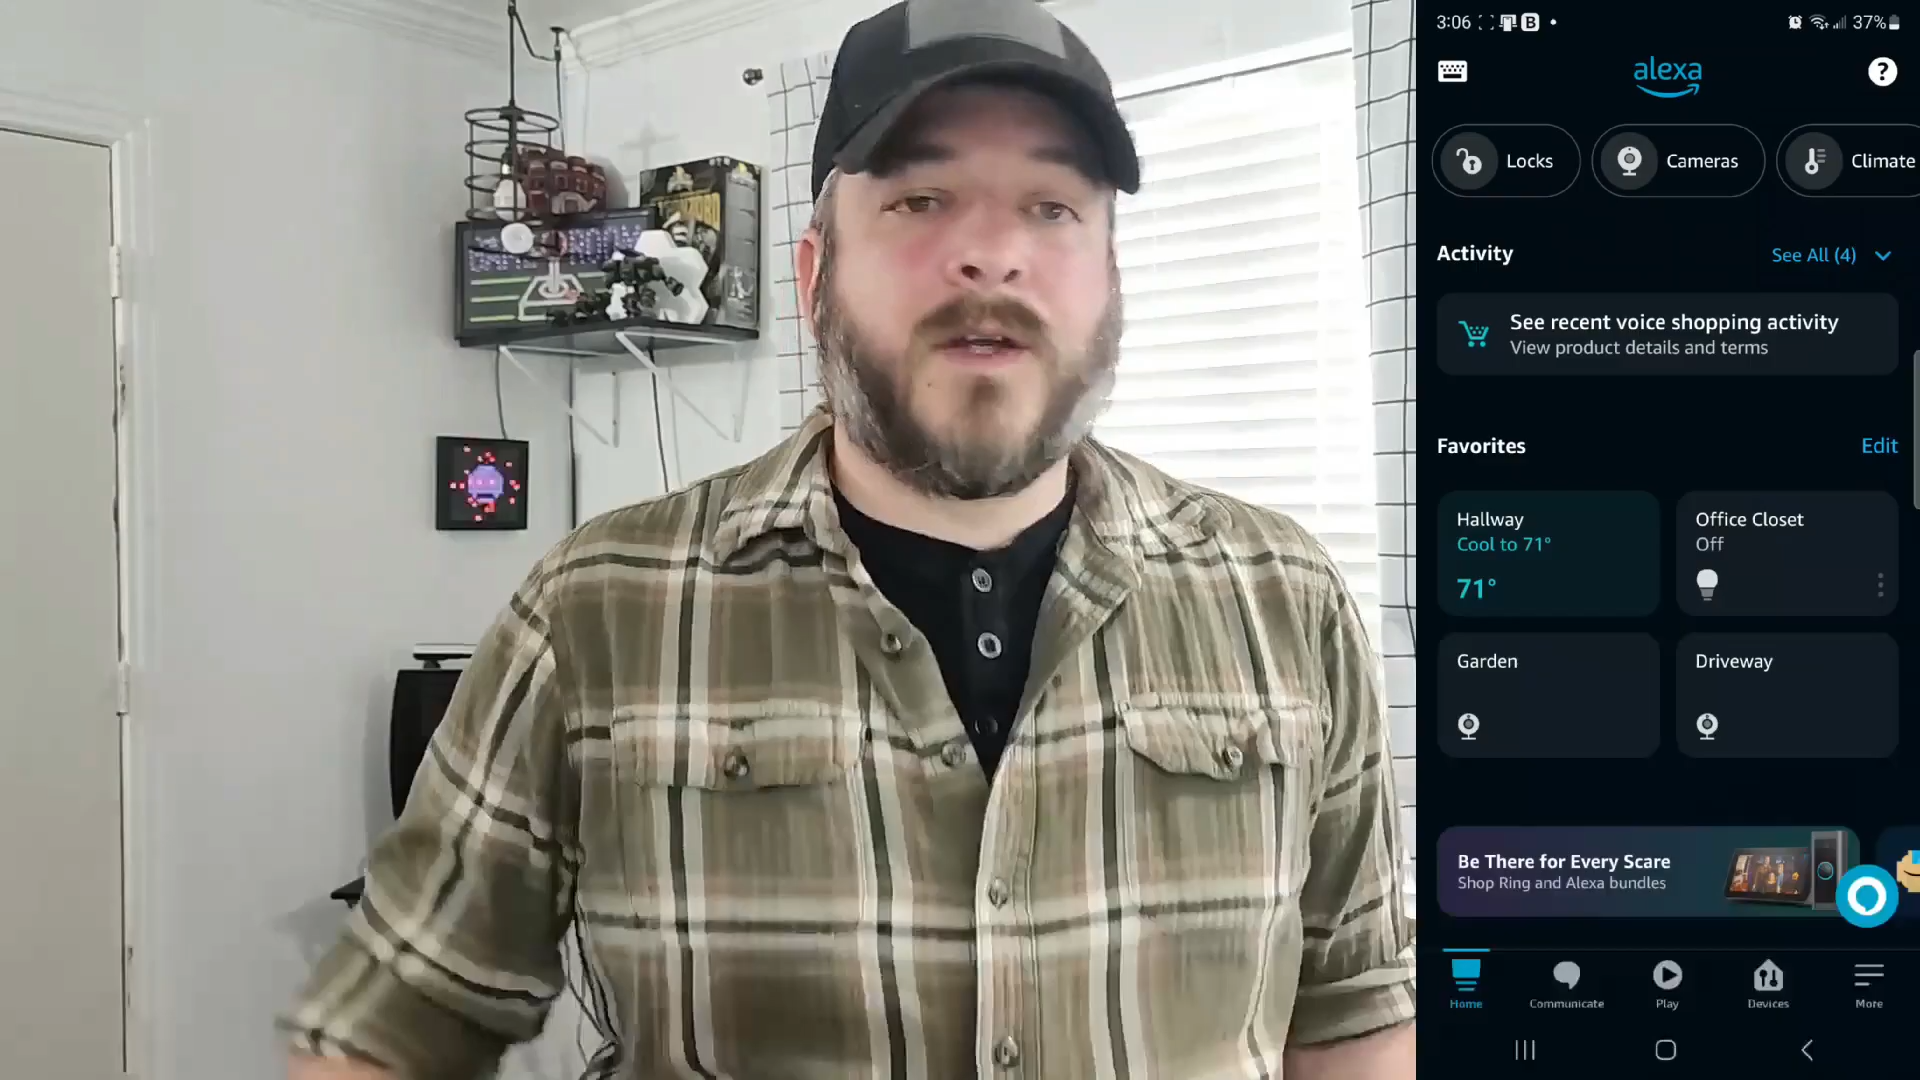 3:06
B
37%
alexa
?
Locks
Cameras
Climate
Activity
See All (4)
See recent voice shopping activity
View product details and terms
Favorites
Edit
Hallway
Cool to 71°
71°
Office Closet
Off
Garden
Driveway
Be There for Every Scare
Shop Ring and Alexa bundles
Home
Communicate
Play
Devices
More